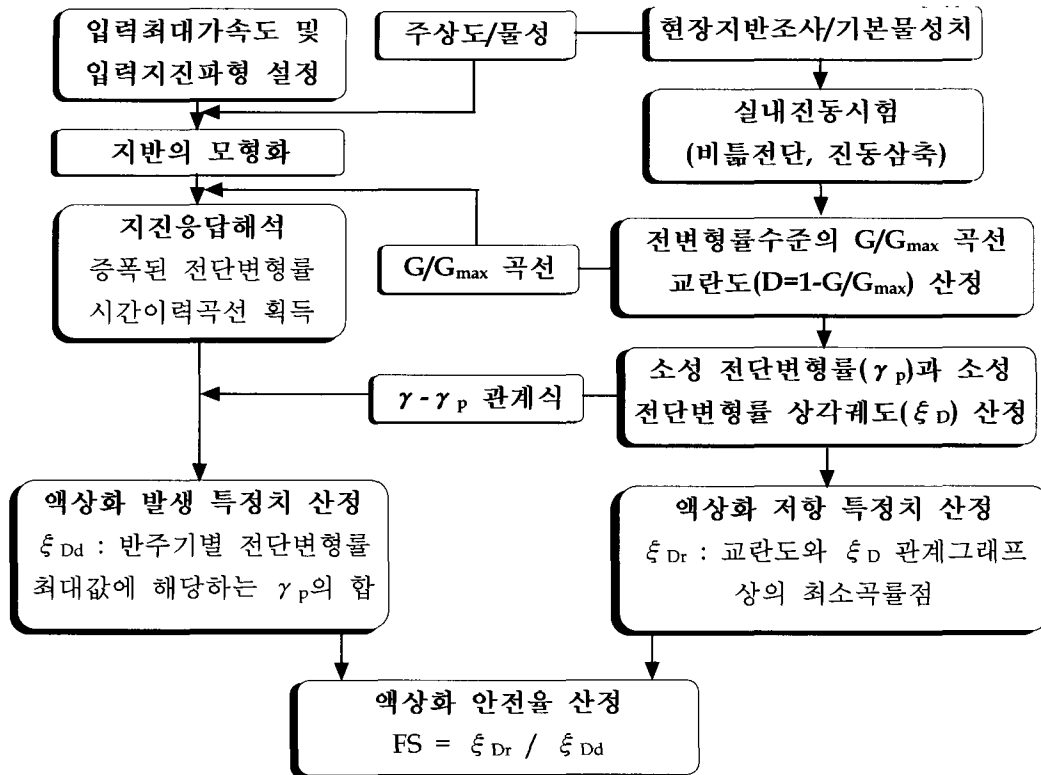 입력최대가속도 및
입력지진파형 설정
주상도/물성
현장지반조사/기본물성치
지반의 모형화
실내진동시험
(비틂전단, 진동삼축)
지진응답해석
증폭된 전단변형률
시간이력곡선 획득
G/Gmax 곡선
전변형률수준의 G/Gmax 곡선
교란도(D=1-G/Gmax) 산정
γ - γ p 관계식
소성 전단변형률(γ p)과 소성
전단변형률 상각궤도(ξ D) 산정
액상화 발생 특정치 산정
ξ Dd : 반주기별 전단변형률
최대값에 해당하는 γ p의 합
액상화 저항 특정치 산정
ξ Dr : 교란도와 ξ D 관계그래프
상의 최소곡률점
액상화 안전율 산정
FS = ξ Dr / ξ Dd